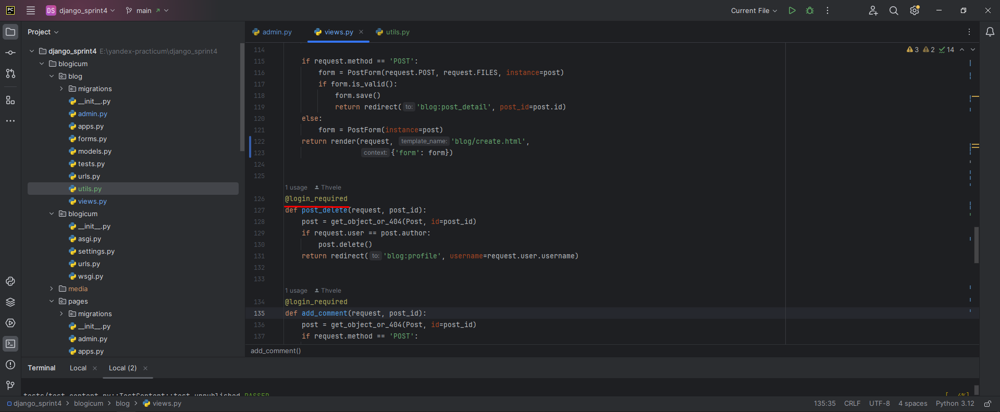 PC
DS django_sprint4 main Current File
Project
admin.py views.py utils.py
django_sprint4 E:\yandex-practicum\django_sprint4
blogicum
blog
migrations
__init__.py
admin.py
apps.py
forms.py
models.py
tests.py
urls.py
utils.py
views.py
blogicum
__init__.py
asgi.py
settings.py
urls.py
wsgi.py
media
pages
migrations
__init__.py
admin.py
apps.py
3 2 14
114
115 if request.method == 'POST':
116 form = PostForm(request.POST, request.FILES, instance=post)
117 if form.is_valid():
118 form.save()
119 return redirect( to: 'blog:post_detail', post_id=post.id)
120 else:
121 form = PostForm(instance=post)
122 return render(request, template_name: 'blog/create.html',
123 context: {'form': form})
124
125
1 usage Thvele
126 @login_required
127 def post_delete(request, post_id):
128 post = get_object_or_404(Post, id=post_id)
129 if request.user == post.author:
130 post.delete()
131 return redirect( to: 'blog:profile', username=request.user.username)
132
133
1 usage Thvele
134 @login_required
135 def add_comment(request, post_id):
136 post = get_object_or_404(Post, id=post_id)
137 if request.method == 'POST':
add_comment()
Terminal Local Local (2)
tests/test_content.py::TestContent::test_unpublished PASSED [ 4%]
django_sprint4 > blogicum > blog > views.py 135:35 CRLF UTF-8 4 spaces Python 3.12